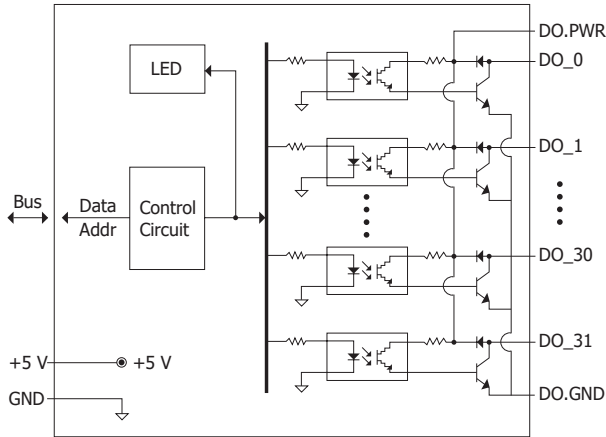 DO.PWR
LED
DO_0
DO_1
Bus
Data
Addr
Control
Circuit
DO_30
DO_31
+5 V
+5 V
GND
DO.GND